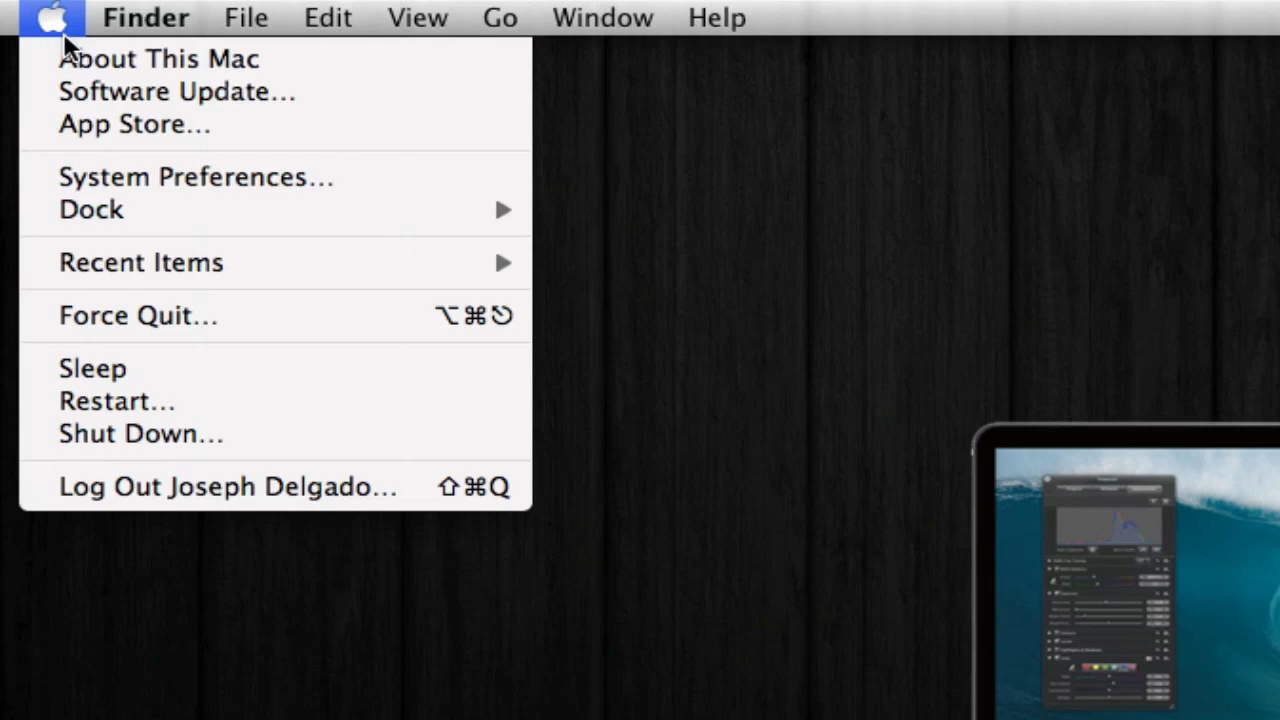 Finder File Edit View Go Window Help
About This Mac
Software Update...
App Store...
System Preferences...
Dock ▶
Recent Items ▶
Force Quit... ⌥⌘⎋
Sleep
Restart...
Shut Down...
Log Out Joseph Delgado... ⇧⌘Q